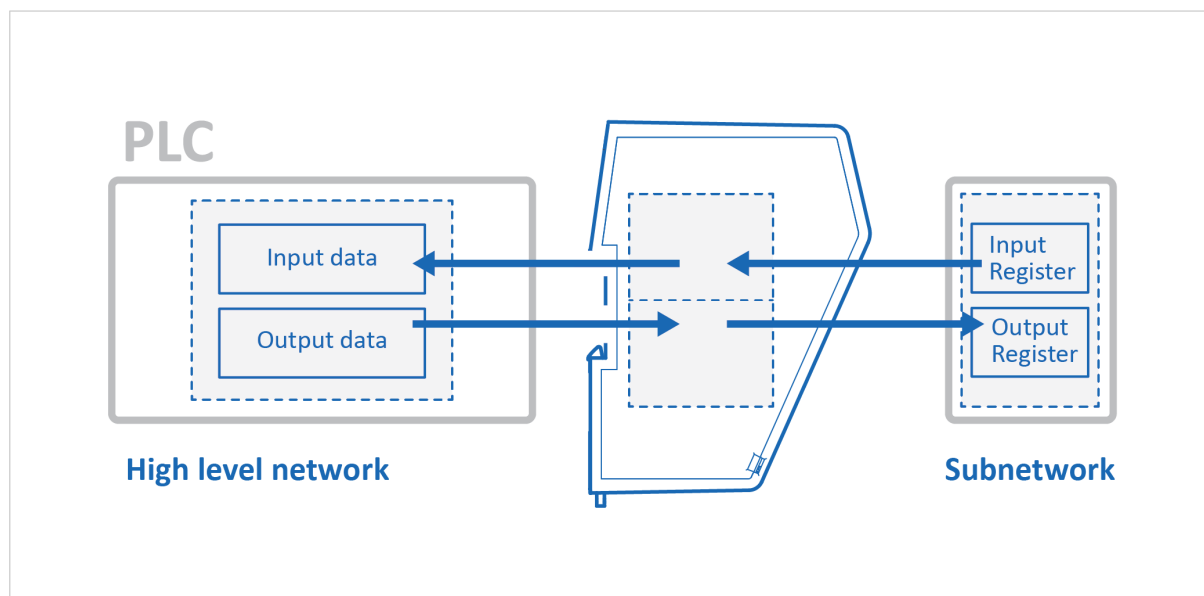 PLC
Input data
Output data
High level network
Input
Register
Output
Register
Subnetwork